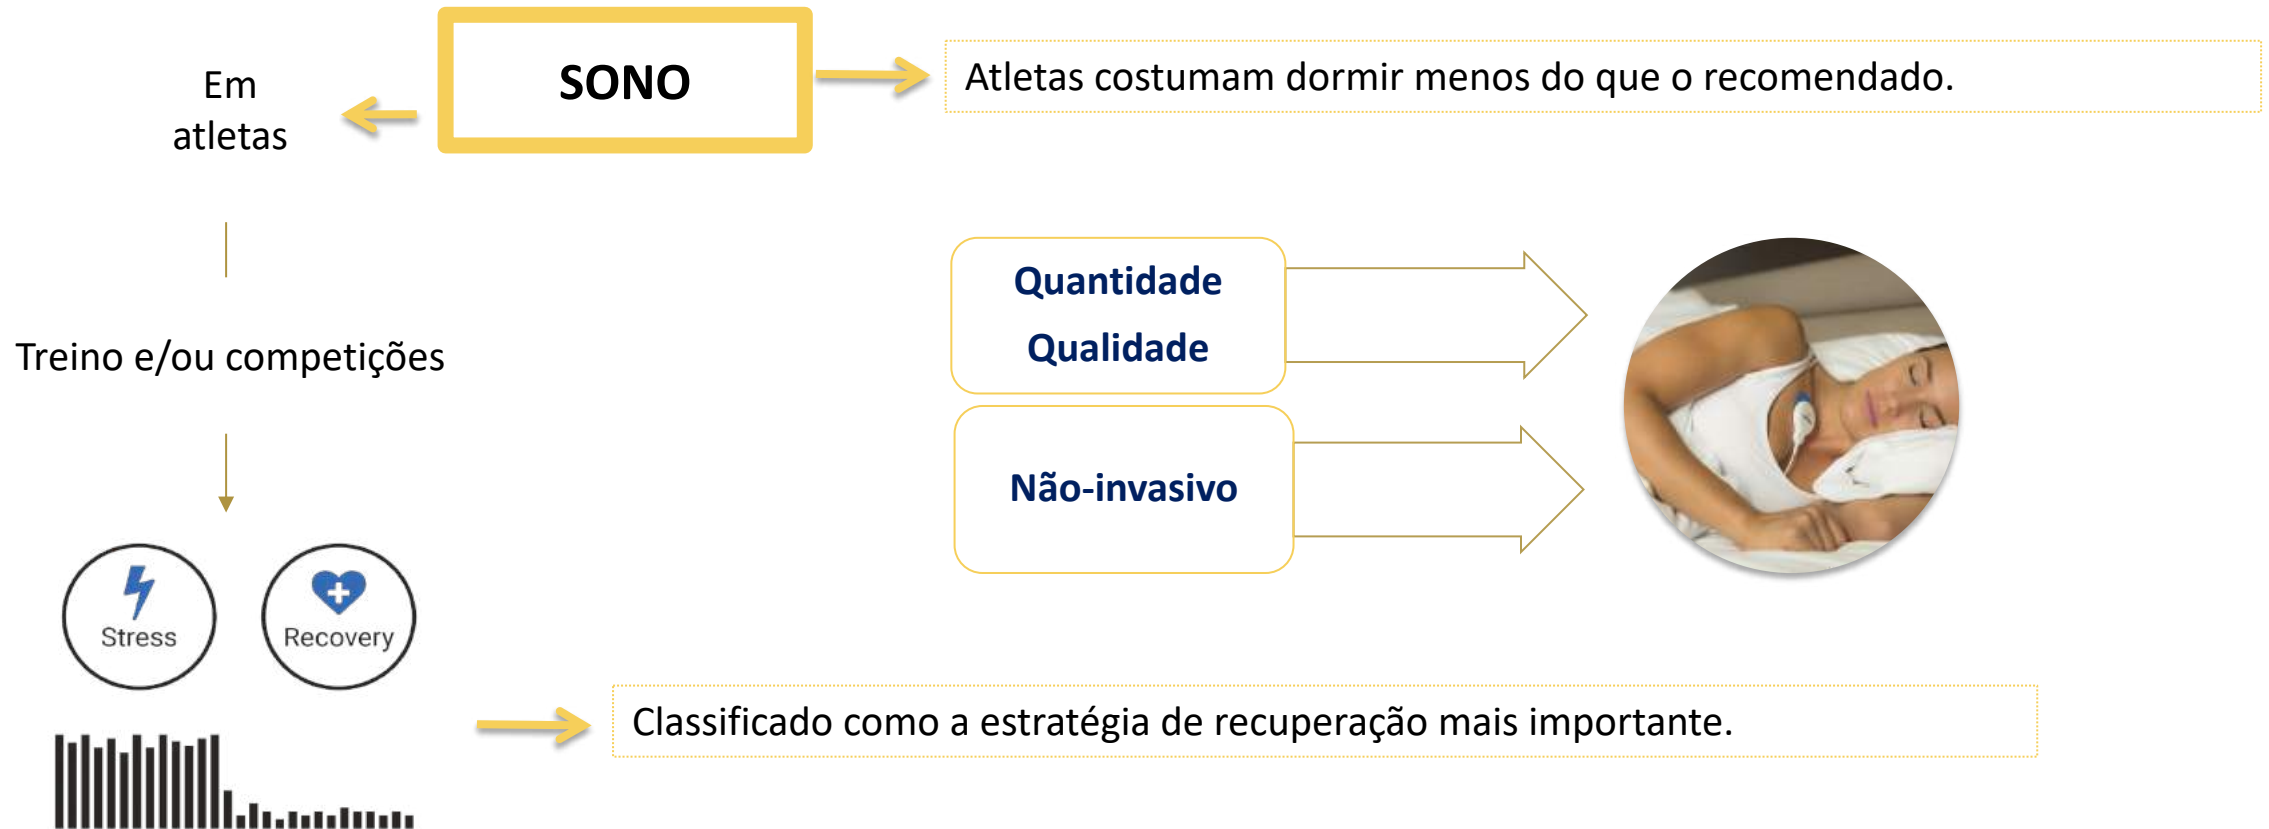 SONO
Atletas costumam dormir menos do que o recomendado.
Em
atletas
Treino e/ou competições
Quantidade
Qualidade
Não-invasivo
Stress
Recovery
Classificado como a estratégia de recuperação mais importante.